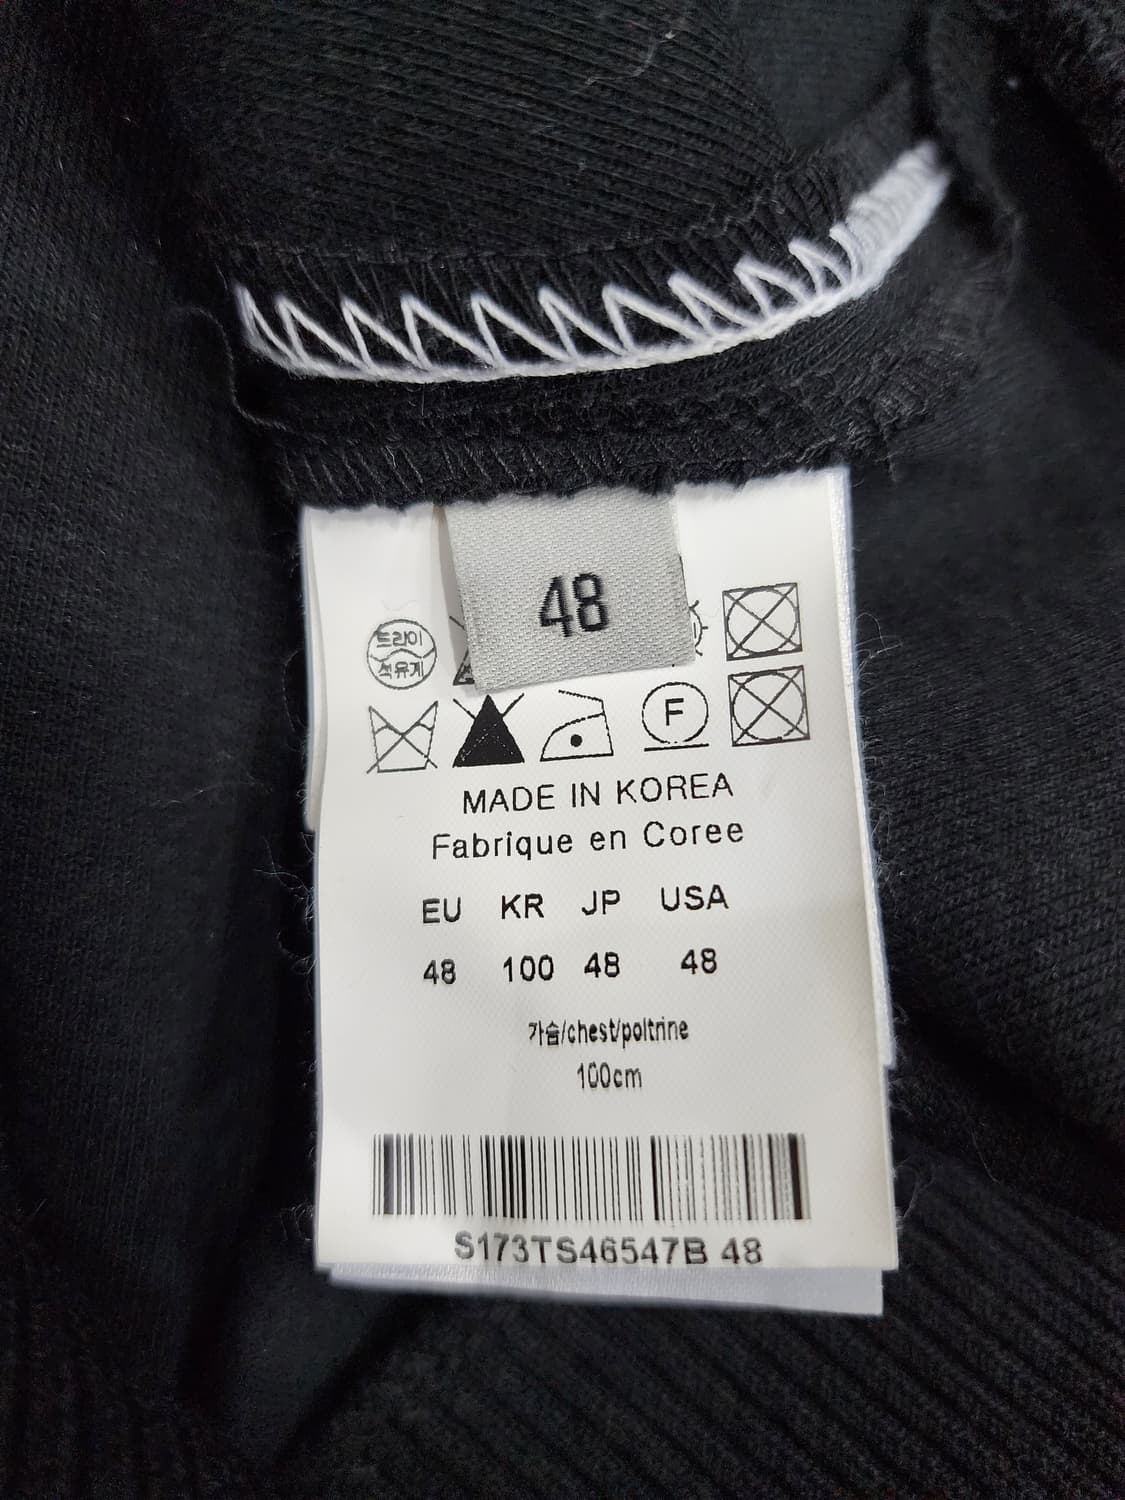 48
드라이
석유계
F
MADE IN KOREA
Fabrique en Coree
EU KR JP USA
48 100 48 48
가슴/chest/poltrine
100cm
S173TS46547B 48